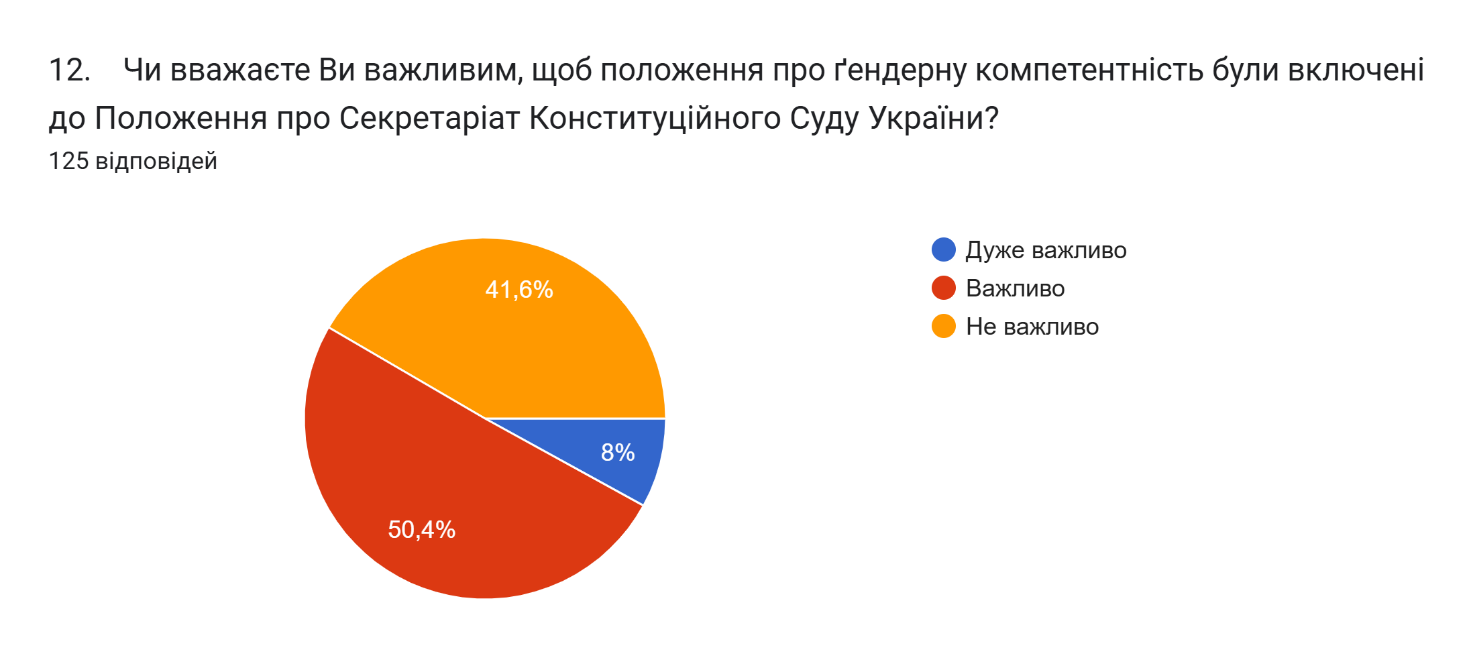 12. Чи вважаєте Ви важливим, щоб положення про ґендерну компетентність були включені
до Положення про Секретаріат Конституційного Суду України?
125 відповідей
41,6%
8%
50,4%
Дуже важливо
Важливо
Не важливо